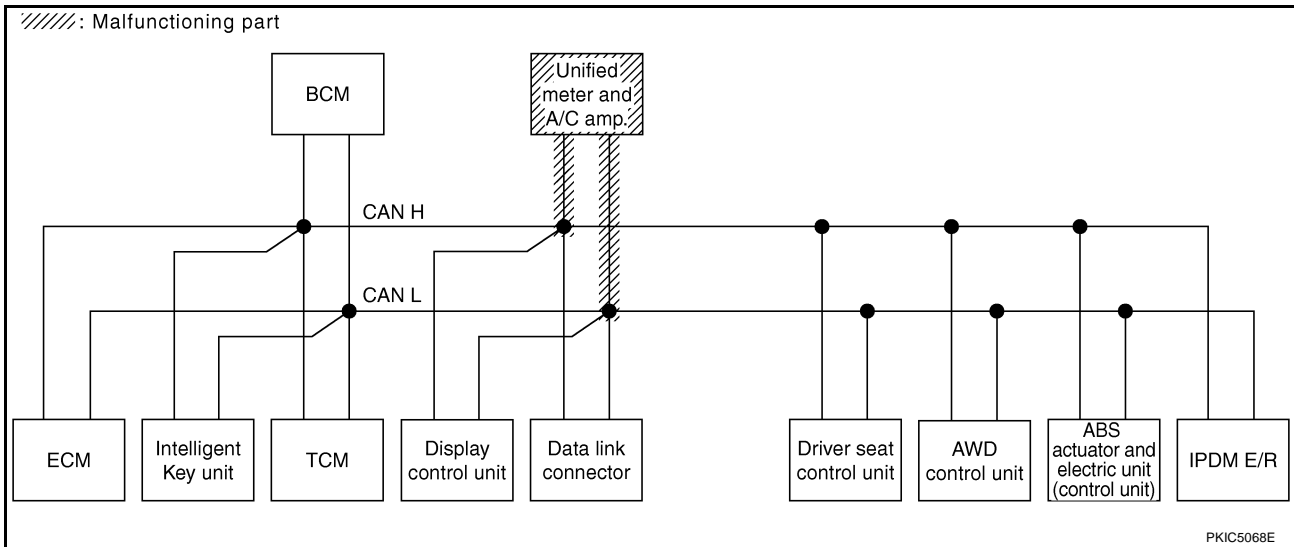 : Malfunctioning part
BCM
Unified
meter and
A/C amp.
CAN H
CAN L
ECM
Intelligent
Key unit
TCM
Display
control unit
Data link
connector
Driver seat
control unit
AWD
control unit
ABS
actuator and
electric unit
(control unit)
IPDM E/R
PKIC5068E